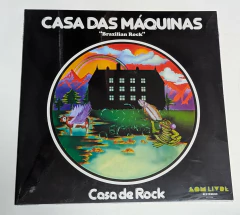 CASA DAS MÁQUINAS
"Brazilian Rock"
Casa de Rock
SOM LIVRE